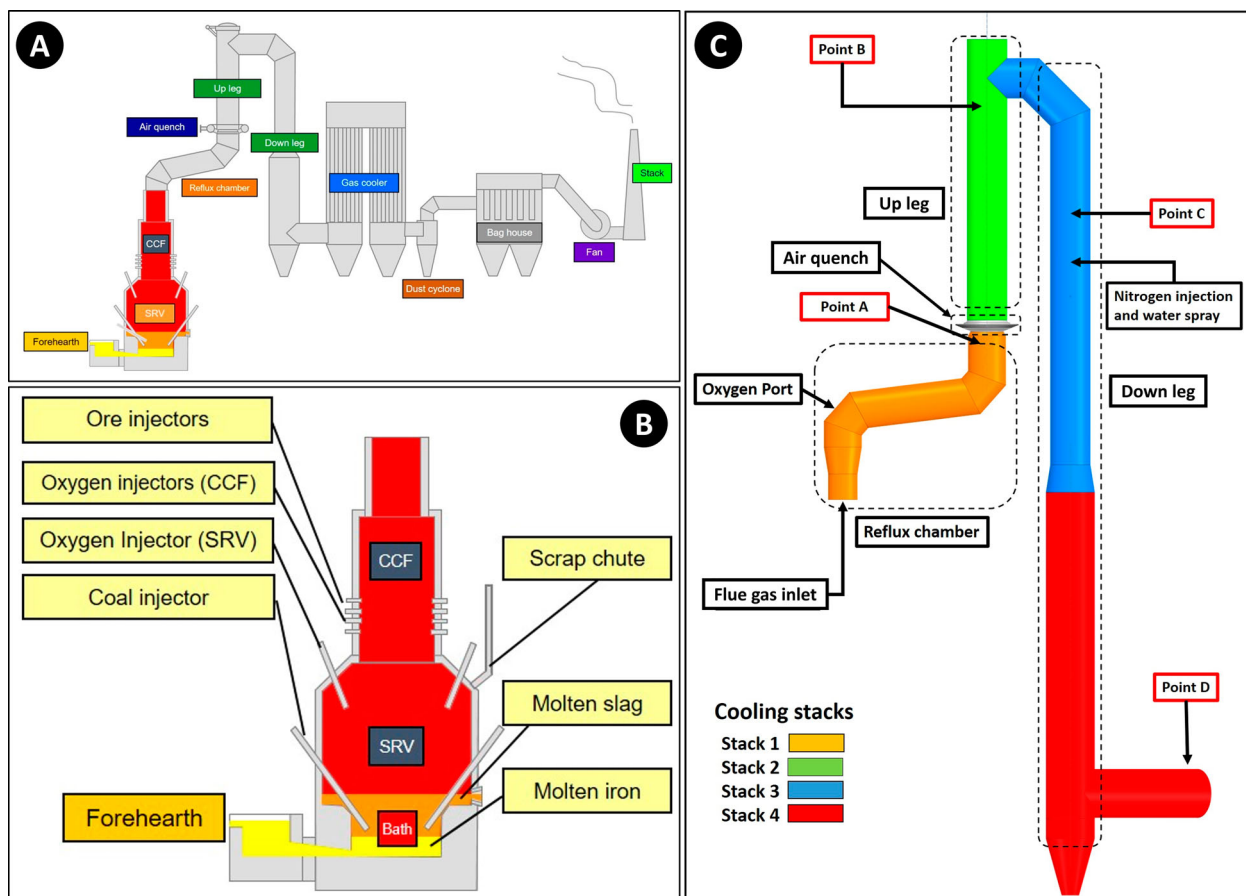 A
Up leg
Air quench
Down leg
Reflux chamber
Gas cooler
Stack
CCF
Bag house
Fan
Dust cyclone
SRV
Forehearth
B
Ore injectors
Oxygen injectors (CCF)
Oxygen Injector (SRV)
Coal injector
CCF
Scrap chute
SRV
Molten slag
Molten iron
Forehearth
Bath
C
Point B
Up leg
Point C
Air quench
Point A
Nitrogen injection
and water spray
Oxygen Port
Down leg
Reflux chamber
Flue gas inlet
Point D
Cooling stacks
Stack 1
Stack 2
Stack 3
Stack 4